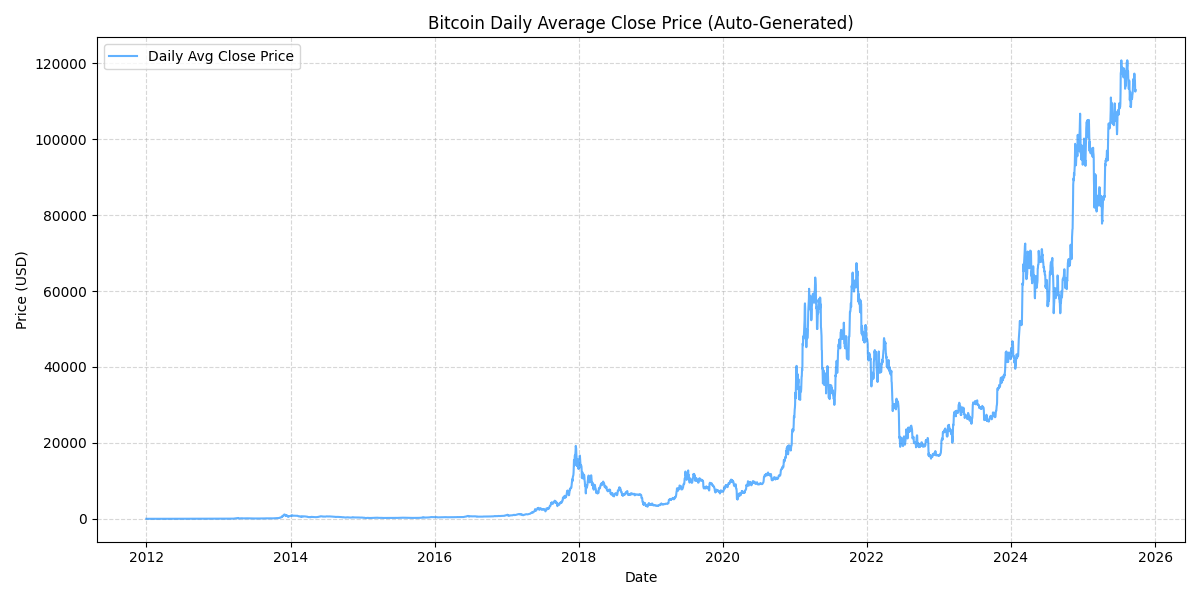 Bitcoin Daily Average Close Price (Auto-Generated)
Daily Avg Close Price
120000
100000
80000
60000
40000
20000
0
Price (USD)
2012 2014 2016 2018 2020 2022 2024 2026
Date